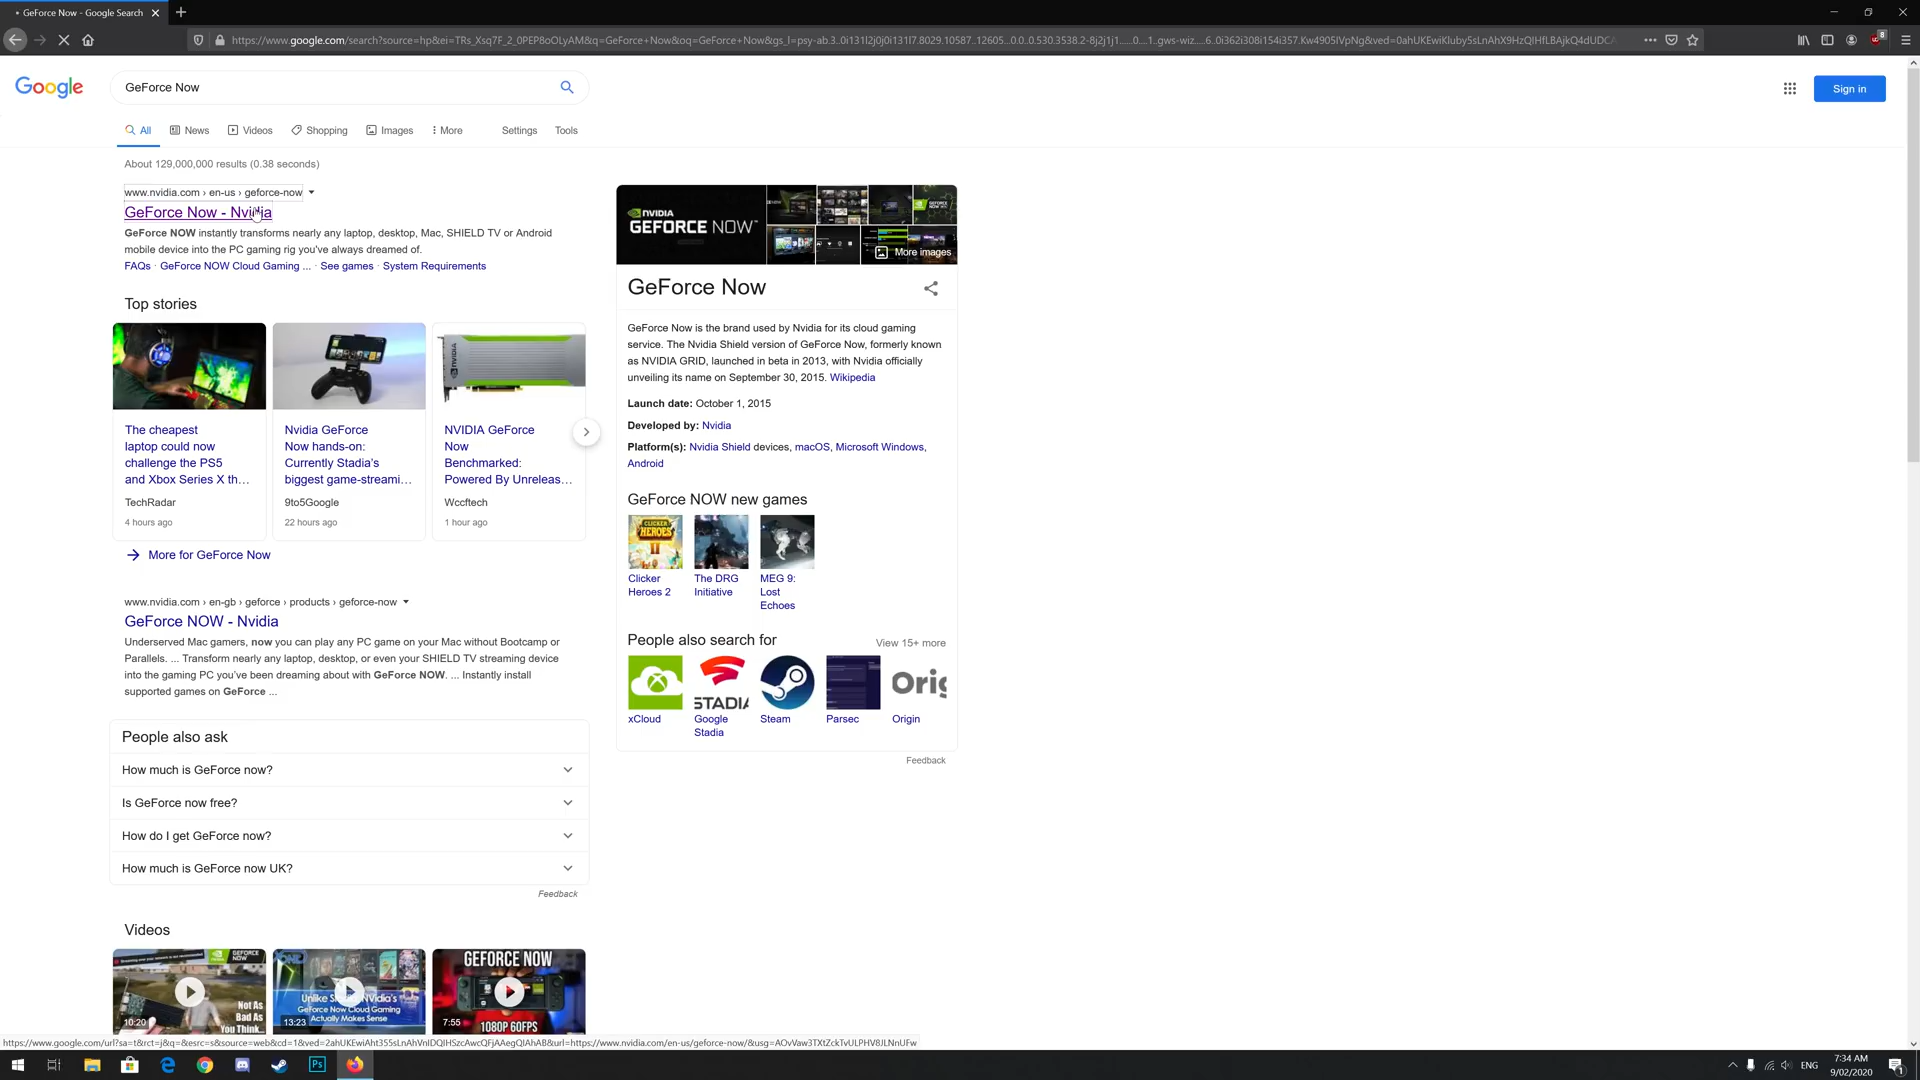 GeForce Now - Google Search
https://www.google.com/search?source=hp&ei=TRs_Xsq7F_2_0PEP8oOLyAM&q=GeForce+Now&oq=GeForce+Now&gs_l=psy-ab.3..0i131l2j0j0i131l7.8029.10587..12605...0.0..0.530.3538.2-8j2j1j1......0....1..gws-wiz.....6..0i362i308i154i357.Kw4905IVpNg&ved=0ahUKEwiKluby5sLnAhX9HzQIHfLBAjkQ4dUDCA
8
Google
GeForce Now
Sign in
All
News
Videos
Shopping
Images
More
Settings
Tools
About 129,000,000 results (0.38 seconds)
www.nvidia.com › en-us › geforce-now
GeForce Now - Nvidia
GeForce NOW instantly transforms nearly any laptop, desktop, Mac, SHIELD TV or Android
mobile device into the PC gaming rig you've always dreamed of.
FAQs · GeForce NOW Cloud Gaming ... · See games · System Requirements
Top stories
The cheapest
laptop could now
challenge the PS5
and Xbox Series X th...
TechRadar
4 hours ago
Nvidia GeForce
Now hands-on:
Currently Stadia's
biggest game-streami...
9to5Google
22 hours ago
NVIDIA GeForce
Now
Benchmarked:
Powered By Unreleas...
Wccftech
1 hour ago
More for GeForce Now
www.nvidia.com › en-gb › geforce › products › geforce-now
GeForce NOW - Nvidia
Underserved Mac gamers, now you can play any PC game on your Mac without Bootcamp or
Parallels. ... Transform nearly any laptop, desktop, or even your SHIELD TV streaming device
into the gaming PC you've been dreaming about with GeForce NOW. ... Instantly install
supported games on GeForce ...
People also ask
How much is GeForce now?
Is GeForce now free?
How do I get GeForce now?
How much is GeForce now UK?
Feedback
Videos
GEFORCE NOW
Not As
Bad As
You Think...
10:20
Unlike Stadia, NVidia's
GeForce Now Cloud Gaming
Actually Makes Sense
13:23
GEFORCE NOW
1080P 60FPS
7:55
NVIDIA
GEFORCE NOW
More images
GeForce Now
GeForce Now is the brand used by Nvidia for its cloud gaming
service. The Nvidia Shield version of GeForce Now, formerly known
as NVIDIA GRID, launched in beta in 2013, with Nvidia officially
unveiling its name on September 30, 2015. Wikipedia
Launch date: October 1, 2015
Developed by: Nvidia
Platform(s): Nvidia Shield devices, macOS, Microsoft Windows,
Android
GeForce NOW new games
CLICKER
HEROES
Clicker
Heroes 2
The DRG
Initiative
MEG 9:
Lost
Echoes
People also search for
View 15+ more
STADIA
Orig
xCloud
Google
Stadia
Steam
Parsec
Origin
Feedback
https://www.google.com/url?sa=t&rct=j&q=&esrc=s&source=web&cd=1&ved=2ahUKEwiAht355sLnAhVnIDQIHSzcAwcQFjAAegQIAhAB&url=https://www.nvidia.com/en-us/geforce-now/&usg=AOvVaw3TXtZckTvULPHV8JLNnUFw
Ps
ENG
7:34 AM
9/02/2020
1